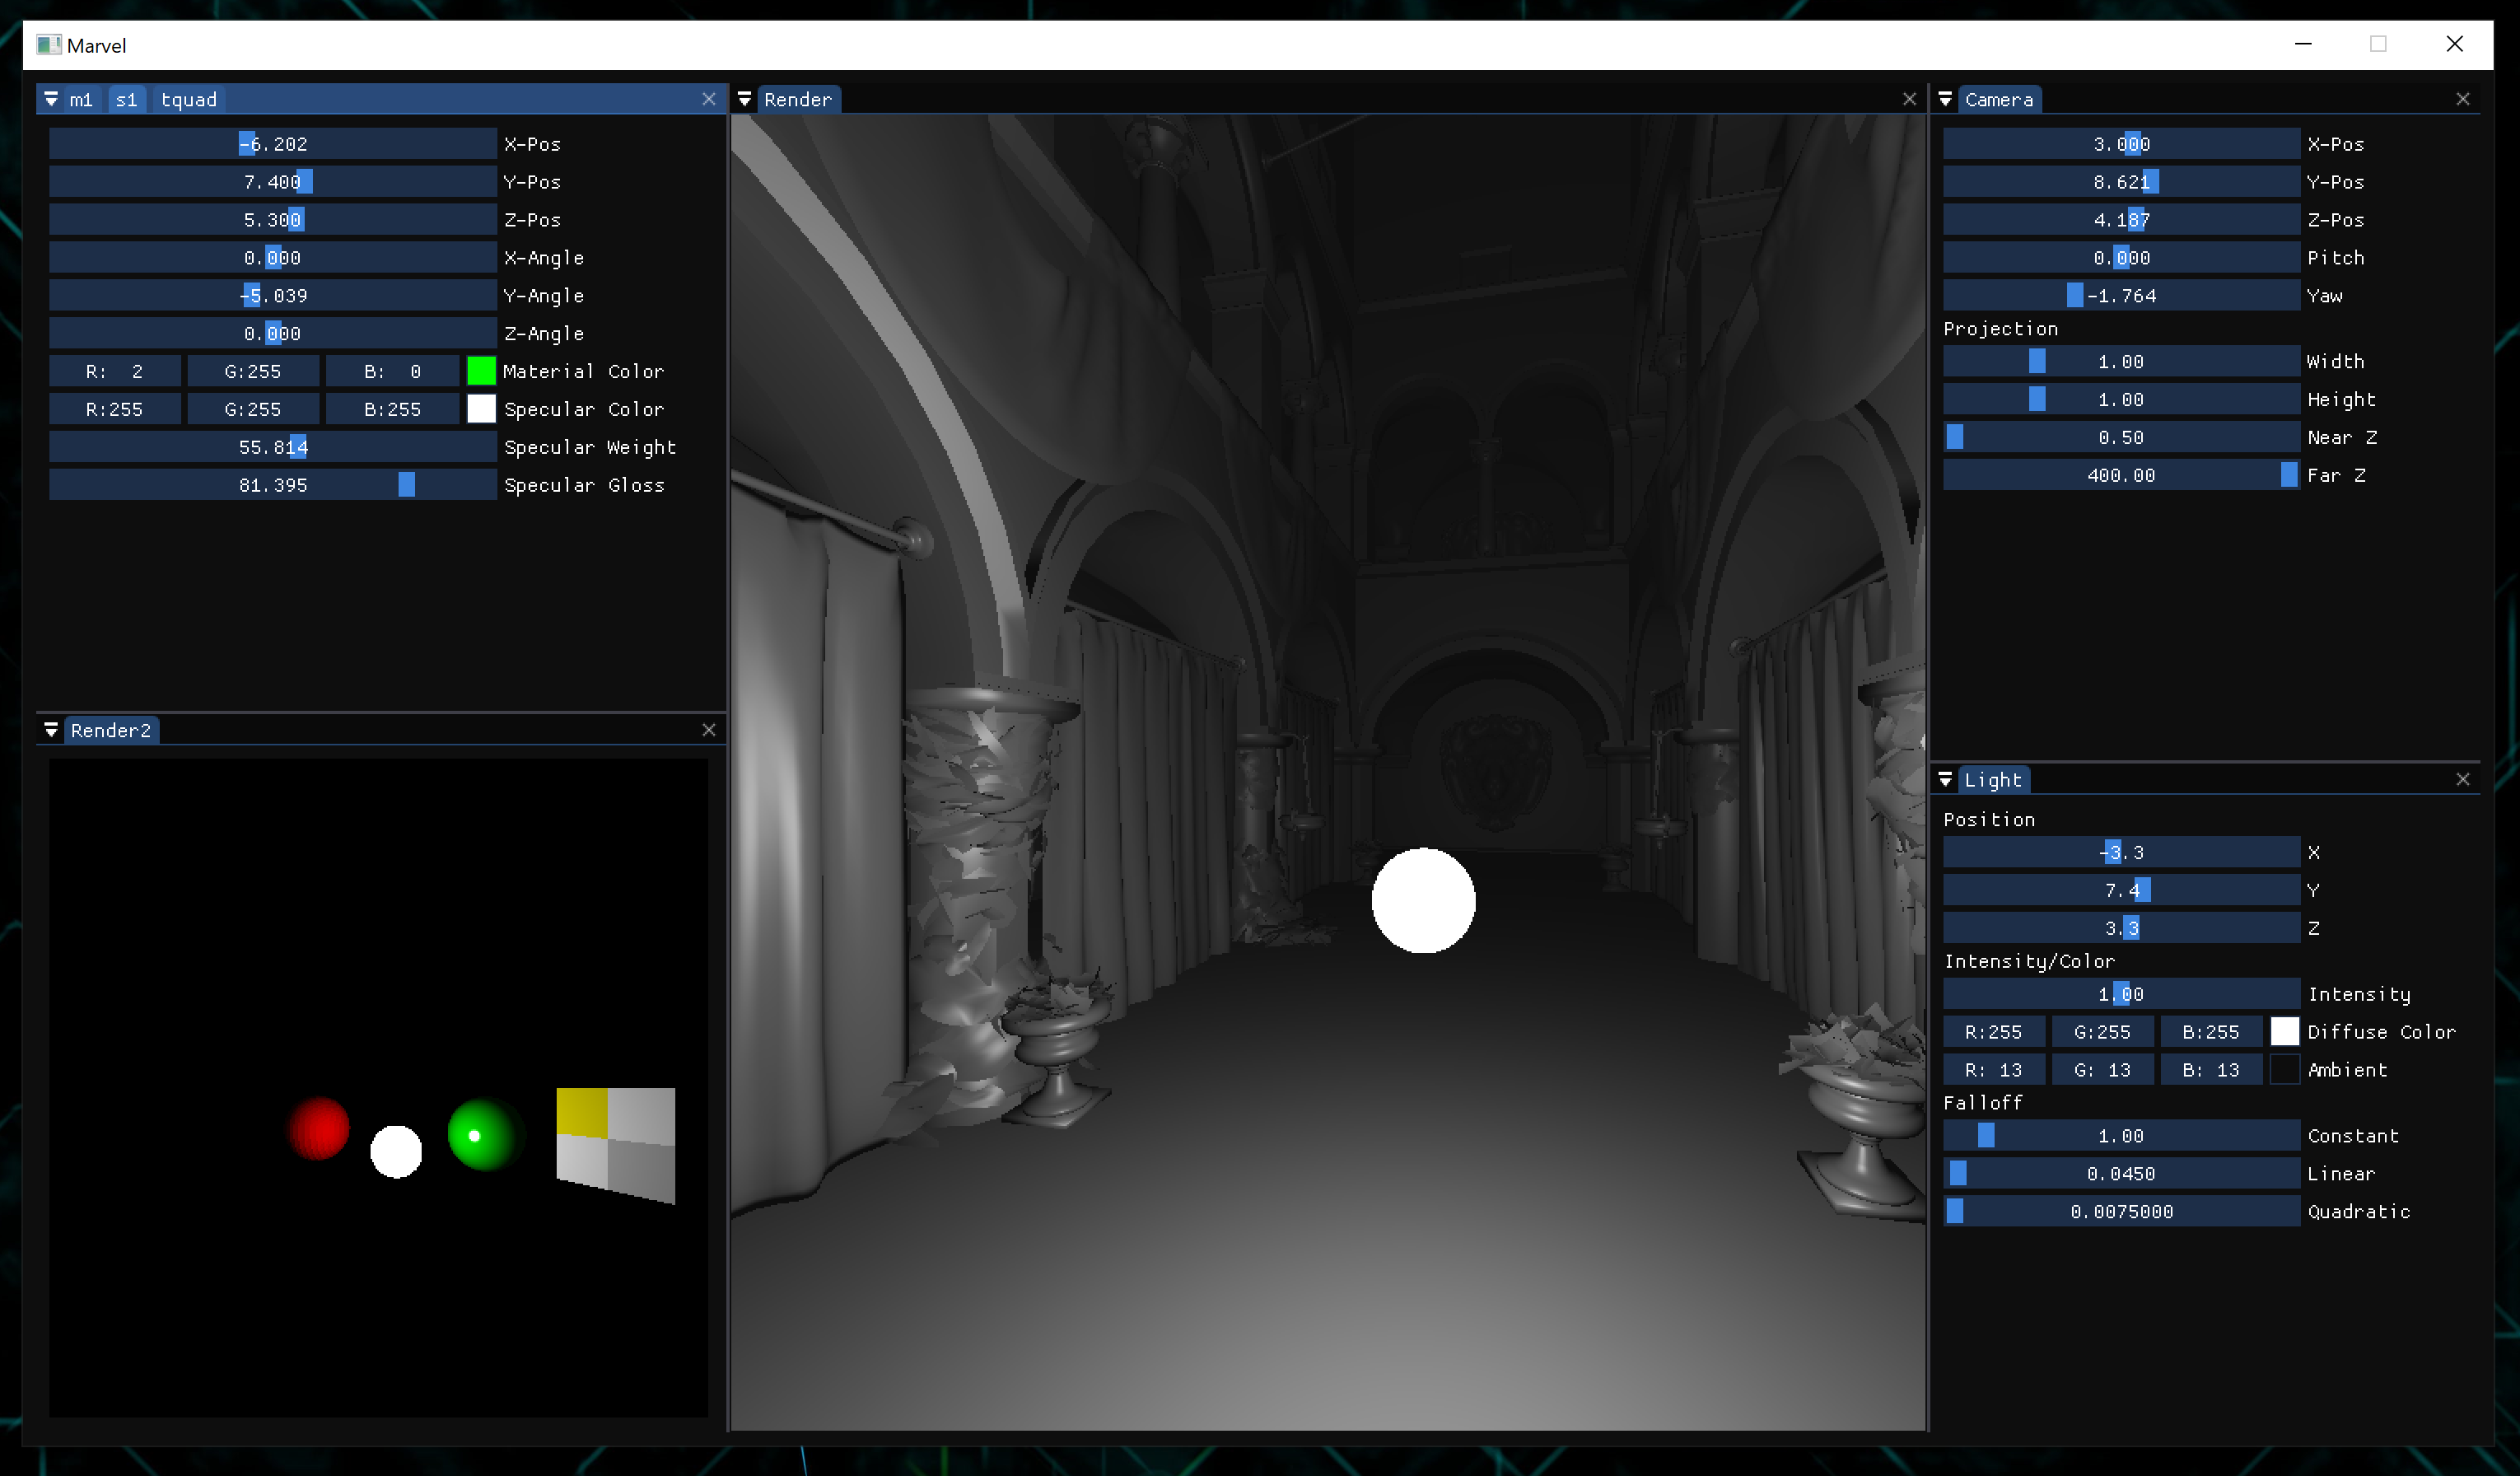 Marvel
m1 s1 tquad
-6.202 X-Pos
7.400 Y-Pos
5.300 Z-Pos
0.000 X-Angle
-5.039 Y-Angle
0.000 Z-Angle
R: 2 G:255 B: 0 Material Color
R:255 G:255 B:255 Specular Color
55.814 Specular Weight
81.395 Specular Gloss
Render2
Render
Camera
3.000 X-Pos
8.621 Y-Pos
4.187 Z-Pos
0.000 Pitch
-1.764 Yaw
Projection
1.00 Width
1.00 Height
0.50 Near Z
400.00 Far Z
Light
Position
-3.3 X
7.4 Y
3.3 Z
Intensity/Color
1.00 Intensity
R:255 G:255 B:255 Diffuse Color
R: 13 G: 13 B: 13 Ambient
Falloff
1.00 Constant
0.0450 Linear
0.0075000 Quadratic